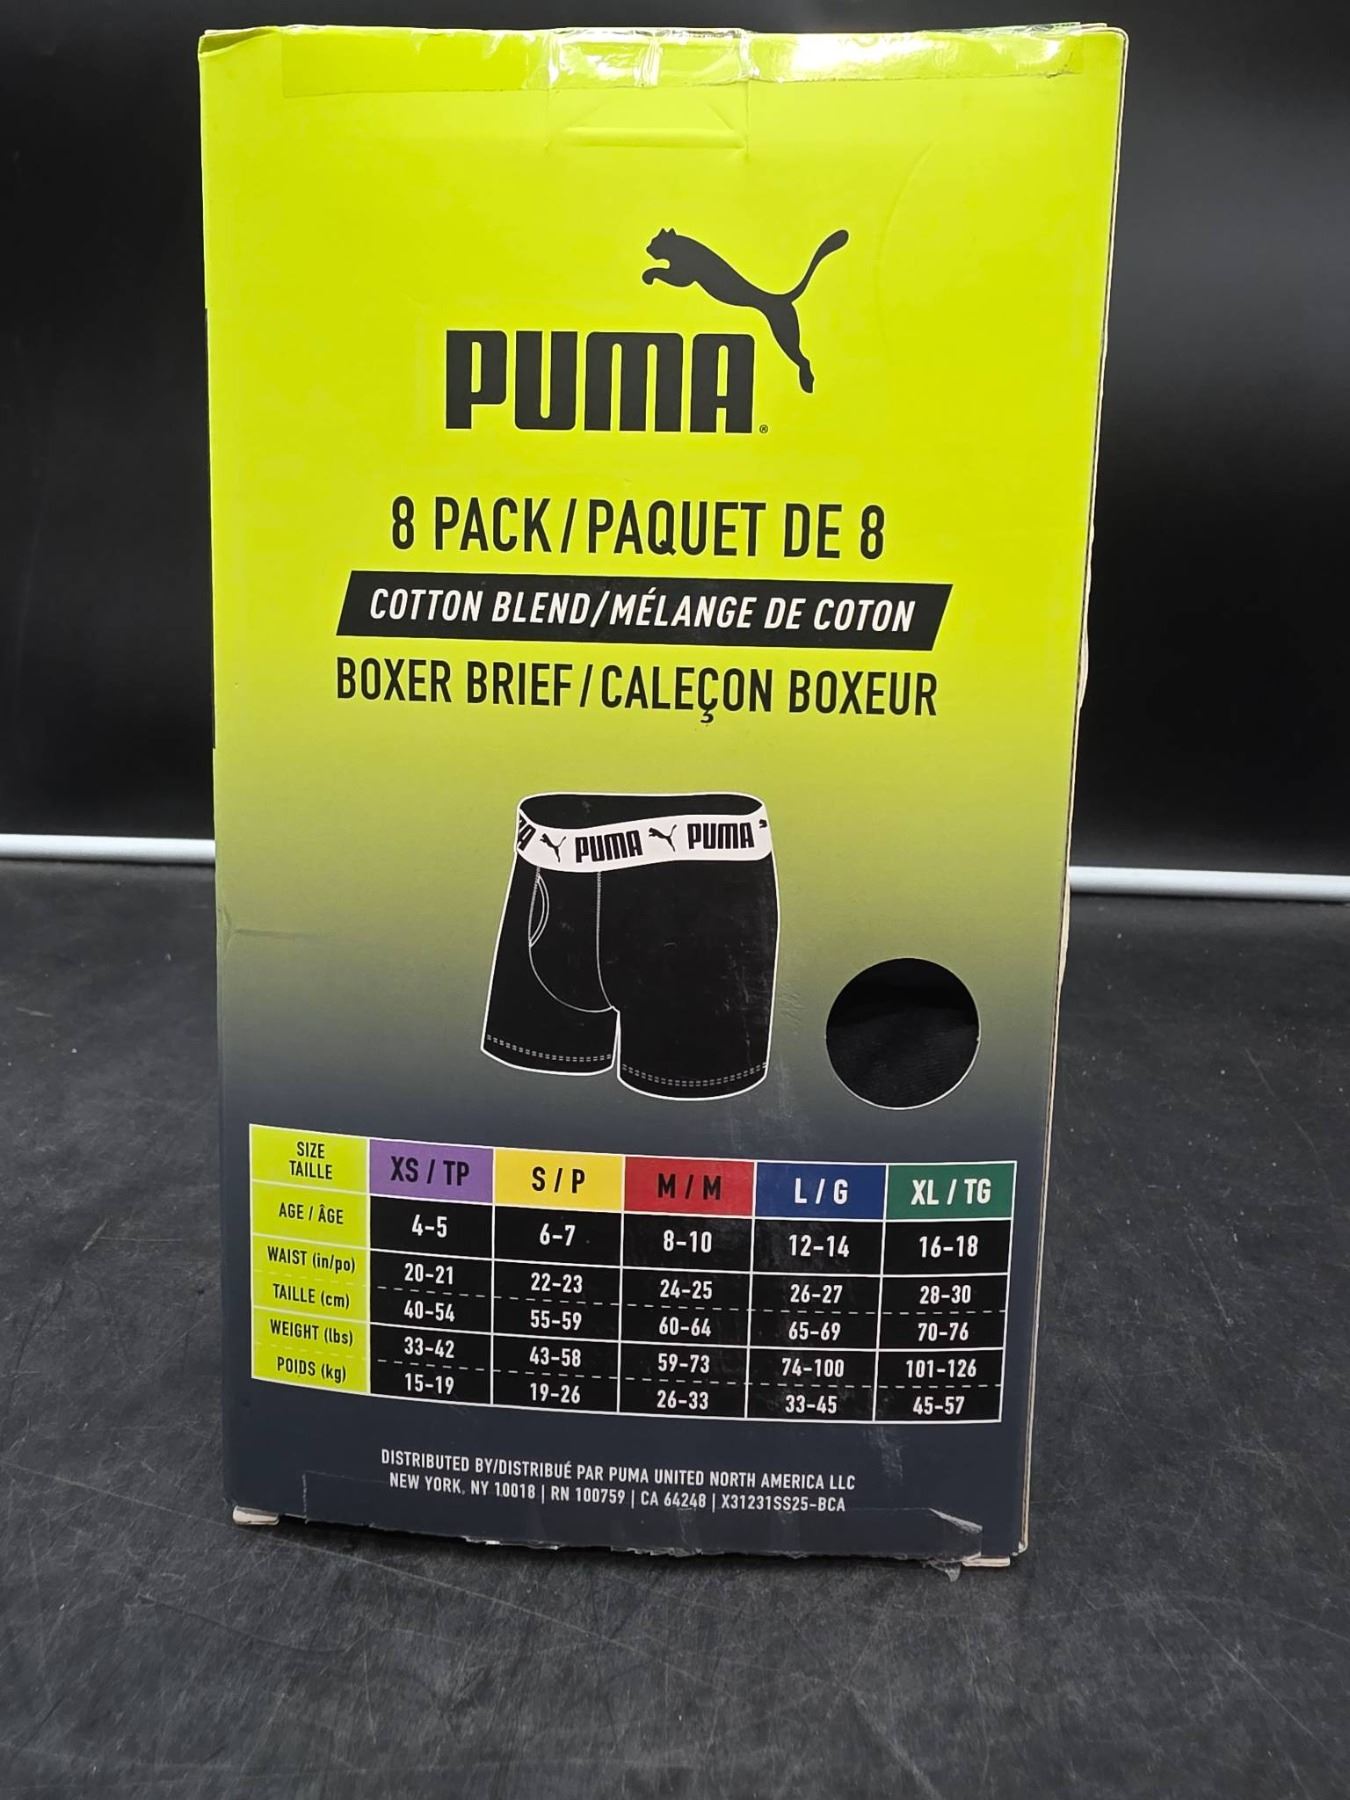 PUMA®
8 PACK/PAQUET DE 8
COTTON BLEND/MÉLANGE DE COTON
BOXER BRIEF/CALEÇON BOXEUR
PUMA PUMA
SIZE TAILLE XS / TP S / P M / M L / G XL / TG
AGE / ÂGE 4-5 6-7 8-10 12-14 16-18
WAIST (in/po) 20-21 22-23 24-25 26-27 28-30
TAILLE (cm) 40-54 55-59 60-64 65-69 70-76
WEIGHT (lbs) 33-42 43-58 59-73 74-100 101-126
POIDS (kg) 15-19 19-26 26-33 33-45 45-57
DISTRIBUTED BY/DISTRIBUÉ PAR PUMA UNITED NORTH AMERICA LLC
NEW YORK, NY 10018 | RN 100759 | CA 64248 | X31231SS25-BCA